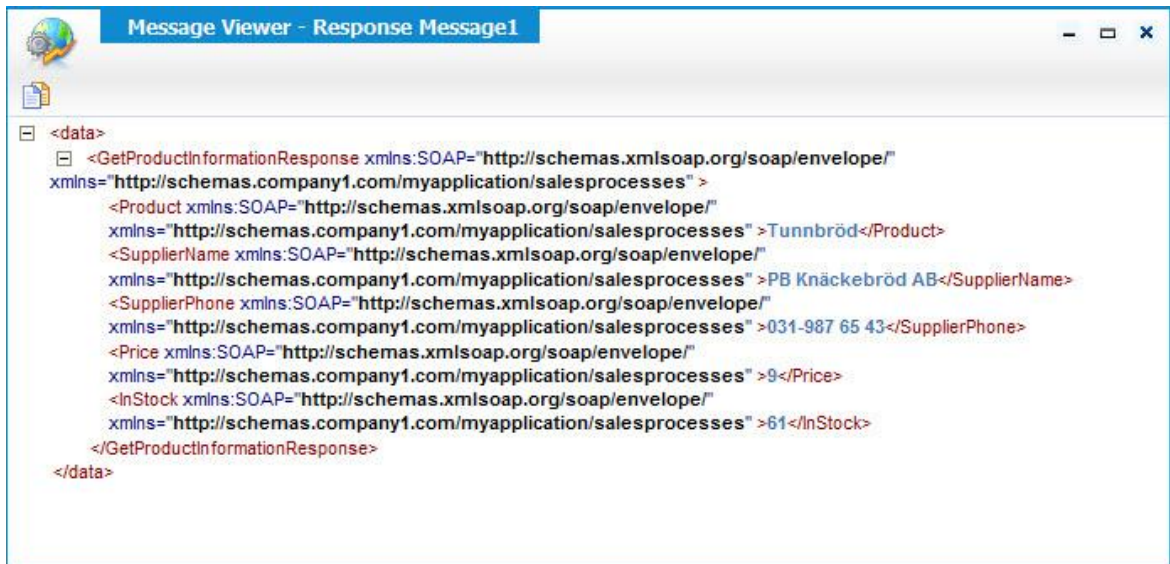 Message Viewer - Response Message1
<data>
<GetProductInformationResponse xmlns:SOAP="http://schemas.xmlsoap.org/soap/envelope/"
xmlns="http://schemas.company1.com/myapplication/salesprocesses" >
<Product xmlns:SOAP="http://schemas.xmlsoap.org/soap/envelope/"
xmlns="http://schemas.company1.com/myapplication/salesprocesses" >Tunnbröd</Product>
<SupplierName xmlns:SOAP="http://schemas.xmlsoap.org/soap/envelope/"
xmlns="http://schemas.company1.com/myapplication/salesprocesses" >PB Knäckebröd AB</SupplierName>
<SupplierPhone xmlns:SOAP="http://schemas.xmlsoap.org/soap/envelope/"
xmlns="http://schemas.company1.com/myapplication/salesprocesses" >031-987 65 43</SupplierPhone>
<Price xmlns:SOAP="http://schemas.xmlsoap.org/soap/envelope/"
xmlns="http://schemas.company1.com/myapplication/salesprocesses" >9</Price>
<InStock xmlns:SOAP="http://schemas.xmlsoap.org/soap/envelope/"
xmlns="http://schemas.company1.com/myapplication/salesprocesses" >61</InStock>
</GetProductInformationResponse>
</data>